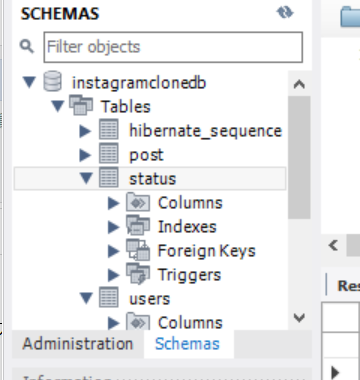 SCHEMAS
Filter objects
instagramclonedb
Tables
hibernate_sequence
post
status
Columns
Indexes
Foreign Keys
Triggers
users
Columns
Administration Schemas
Res